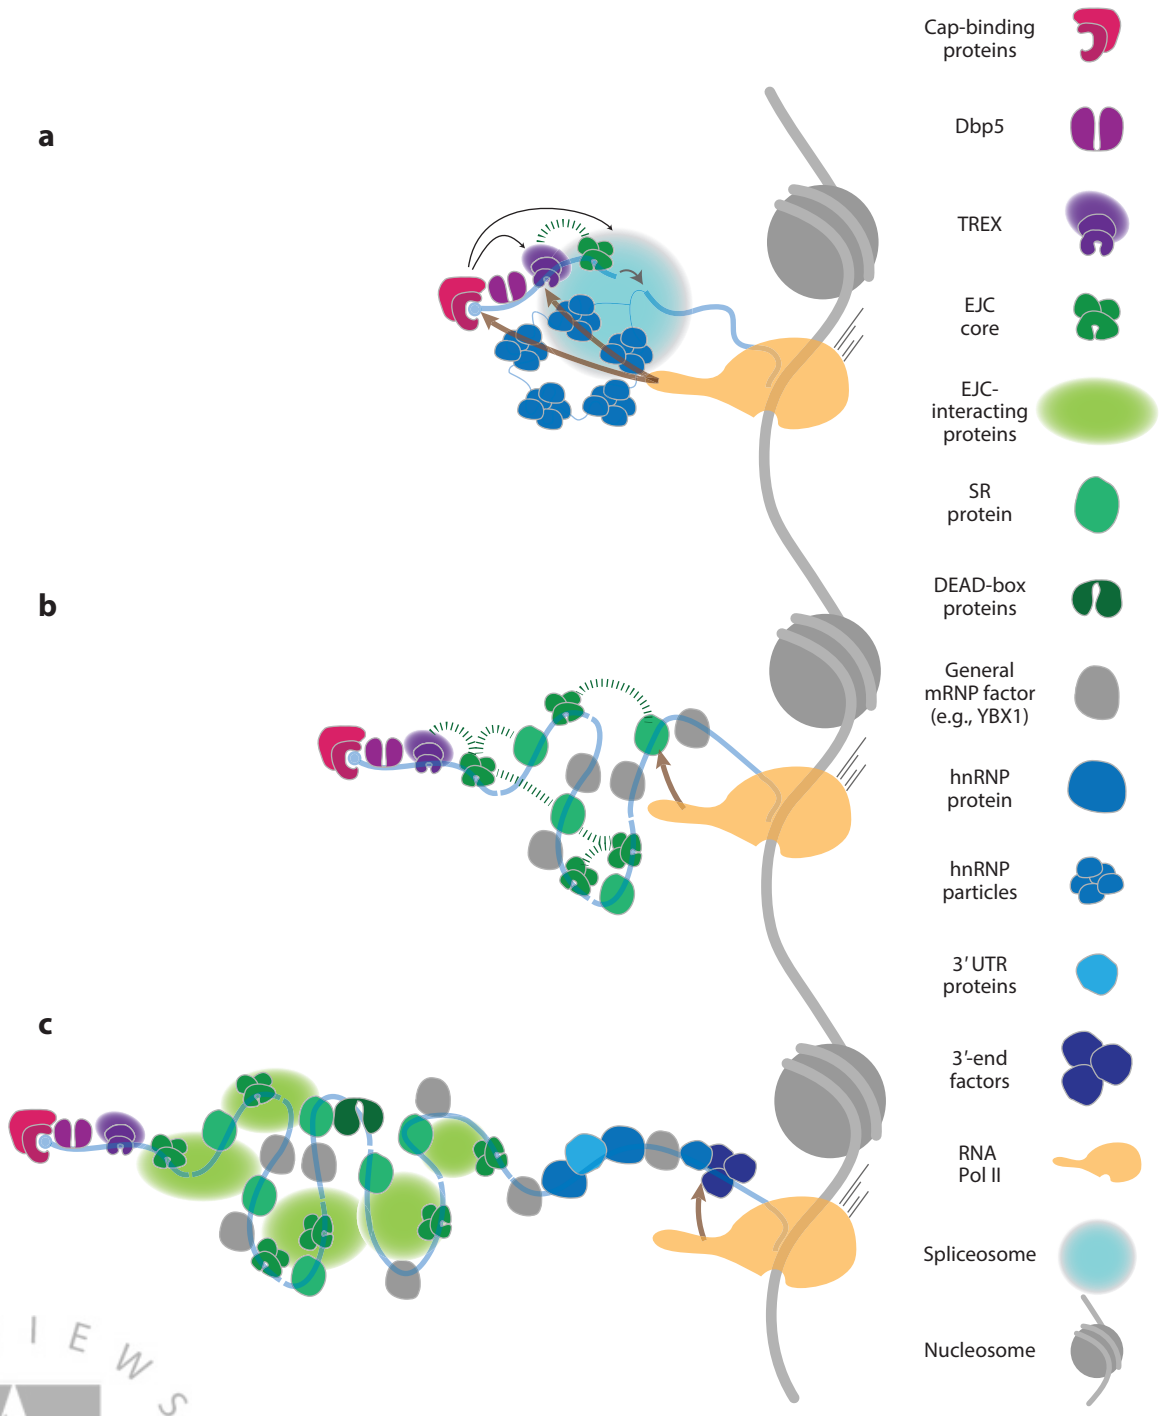 a
b
c
Cap-binding
proteins
Dbp5
TREX
EJC
core
EJC-
interacting
proteins
SR
protein
DEAD-box
proteins
General
mRNP factor
(e.g., YBX1)
hnRNP
protein
hnRNP
particles
3′ UTR
proteins
3′-end
factors
RNA
Pol II
Spliceosome
Nucleosome
I E W S